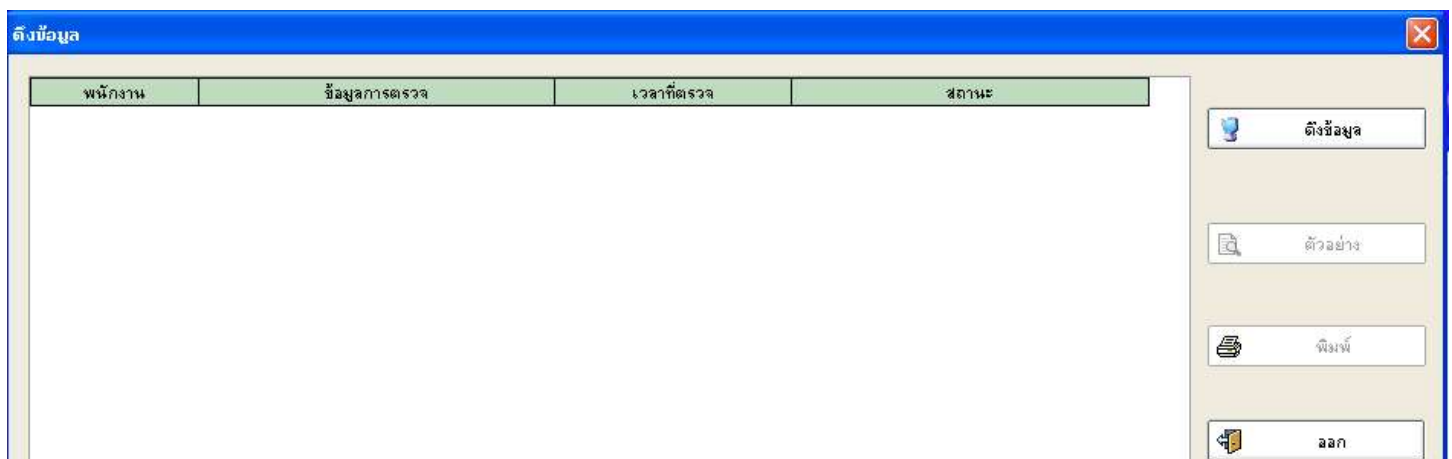 ดึงข้อมูล
พนักงาน ข้อมูลการตรวจ เวลาที่ตรวจ สถานะ
ดึงข้อมูล
ตัวอย่าง
พิมพ์
ออก